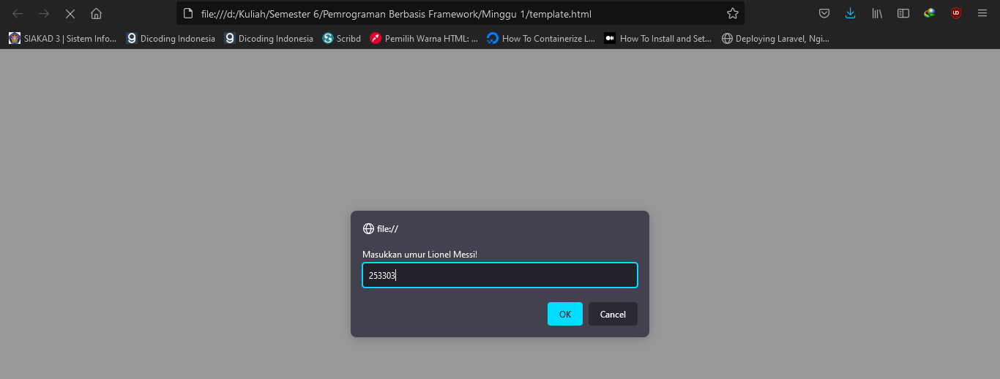 file:///d:/Kuliah/Semester 6/Pemrograman Berbasis Framework/Minggu 1/template.html
SIAKAD 3 | Sistem Info... Dicoding Indonesia Dicoding Indonesia Scribd Pemilih Warna HTML: ... How To Containerize L... How To Install and Set... Deploying Laravel, Ngi...
file://
Masukkan umur Lionel Messi!
253303
OK Cancel